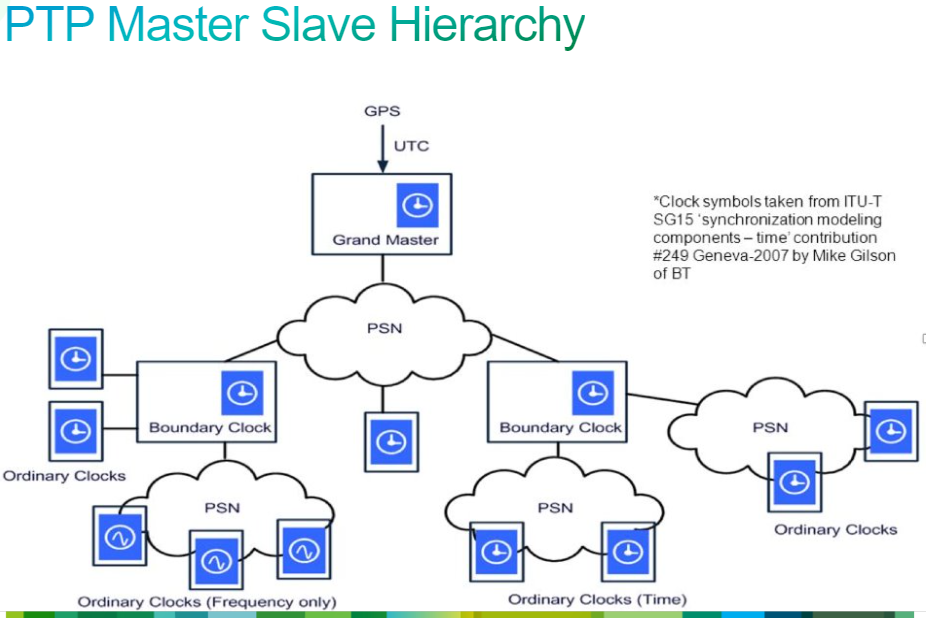 PTP Master Slave Hierarchy
GPS
UTC
Grand Master
*Clock symbols taken from ITU-T
SG15 ‘synchronization modeling
components – time’ contribution
#249 Geneva-2007 by Mike Gilson
of BT
PSN
Boundary Clock
Boundary Clock
PSN
Ordinary Clocks
PSN
PSN
Ordinary Clocks
Ordinary Clocks (Frequency only)
Ordinary Clocks (Time)